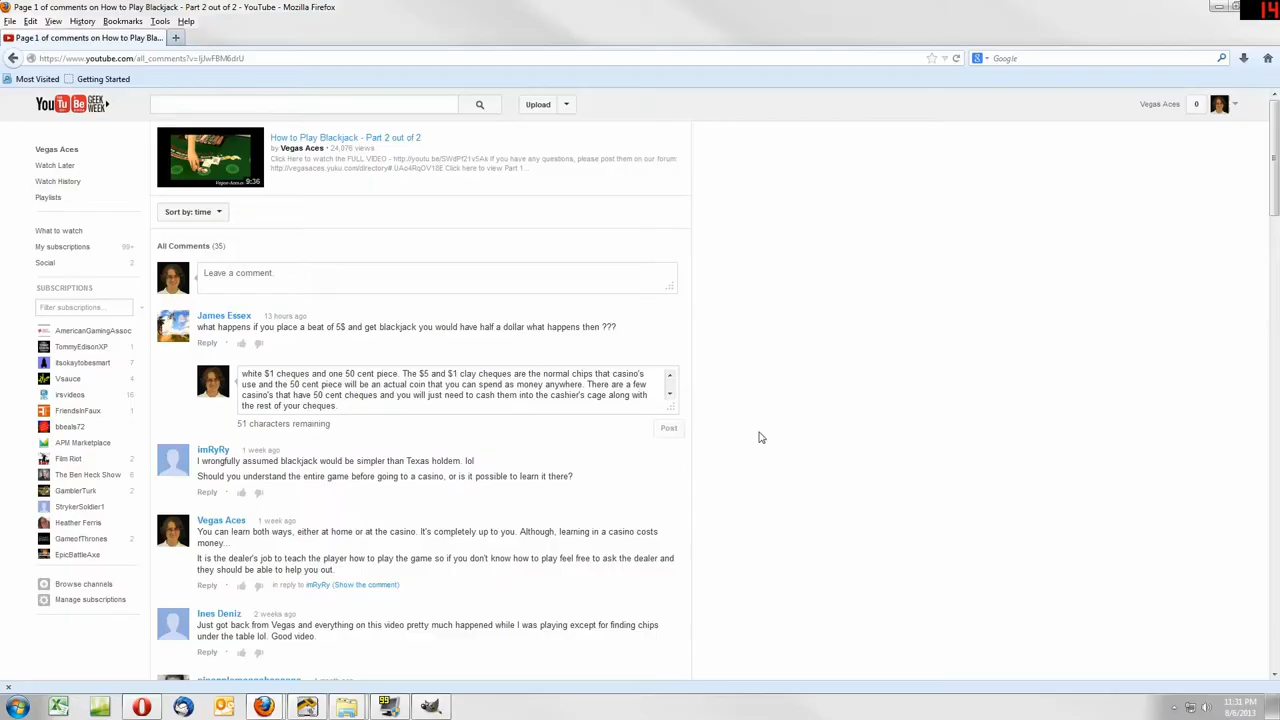 Page 1 of comments on How to Play Blackjack - Part 2 out of 2 - YouTube - Mozilla Firefox
14
File Edit View History Bookmarks Tools Help
Page 1 of comments on How to Play Bla...
https://www.youtube.com/all_comments?v=IjJwFBM6drU
Google
Most Visited Getting Started
YouTube GEEK WEEK
Upload
Vegas Aces 0
Vegas Aces
Watch Later
Watch History
Playlists
What to watch
My subscriptions 99+
Social 2
SUBSCRIPTIONS
Filter subscriptions...
AmericanGamingAssoc
TommyEdisonXP 1
itsokaytobesmart 7
Vsauce 4
irsvideos 16
FriendsInFaux 1
bbeals72
APM Marketplace
Film Riot 2
The Ben Heck Show 6
GamblerTurk 2
StrykerSoldier1
Heather Ferris
GameofThrones 2
EpicBattleAxe
Browse channels
Manage subscriptions
9:36
How to Play Blackjack - Part 2 out of 2
by Vegas Aces • 24,076 views
Click Here to watch the FULL VIDEO - http://youtu.be/SWdPf21v5Ak If you have any questions, please post them on our forum:
http://vegasaces.yuku.com/directory#.UAo4RqOV13E Click here to view Part 1...
Sort by: time
All Comments (35)
Leave a comment.
James Essex 13 hours ago
what happens if you place a beat of 5$ and get blackjack you would have half a dollar what happens then ???
Reply
white $1 cheques and one 50 cent piece. The $5 and $1 clay cheques are the normal chips that casino's
use and the 50 cent piece will be an actual coin that you can spend as money anywhere. There are a few
casino's that have 50 cent cheques and you will just need to cash them into the cashier's cage along with
the rest of your cheques.
51 characters remaining
Post
imRyRy 1 week ago
I wrongfully assumed blackjack would be simpler than Texas holdem. lol
Should you understand the entire game before going to a casino, or is it possible to learn it there?
Reply
Vegas Aces 1 week ago
You can learn both ways, either at home or at the casino. It's completely up to you. Although, learning in a casino costs
money...
It is the dealer's job to teach the player how to play the game so if you don't know how to play feel free to ask the dealer and
they should be able to help you out.
Reply in reply to imRyRy (Show the comment)
Ines Deniz 2 weeks ago
Just got back from Vegas and everything on this video pretty much happened while I was playing except for finding chips
under the table lol. Good video.
Reply
11:31 PM
8/6/2013